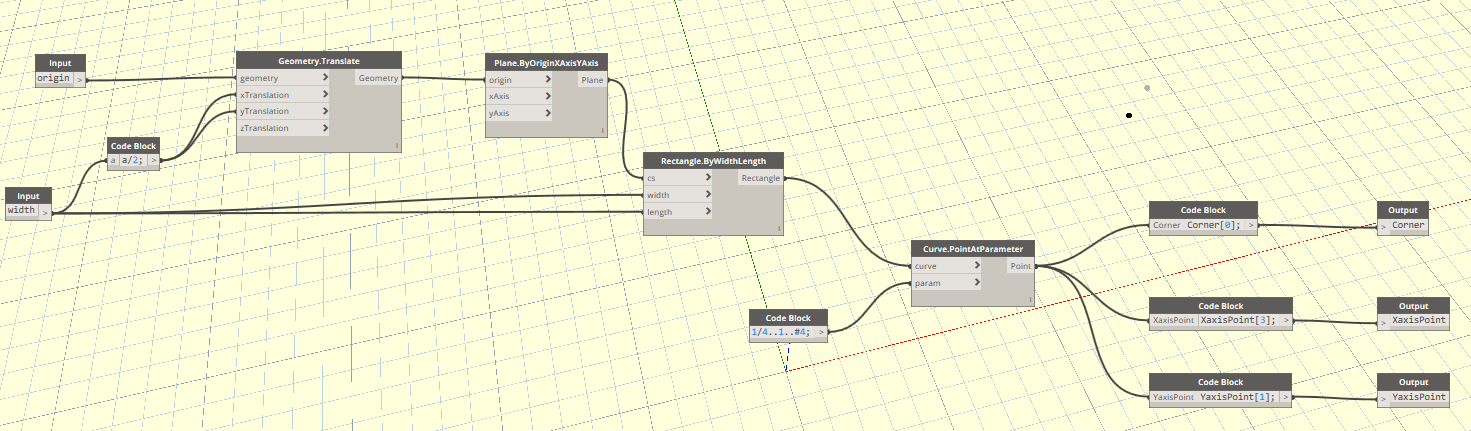 Input
origin >
Geometry.Translate
geometry > Geometry
xTranslation >
yTranslation >
zTranslation >
Plane.ByOriginXAxisYAxis
origin > Plane
xAxis >
yAxis >
Code Block
a a/2; >
Input
width >
Rectangle.ByWidthLength
cs > Rectangle
width >
length >
Curve.PointAtParameter
curve > Point
param >
Code Block
1/4..1..#4; >
Code Block
Corner Corner[0]; >
Output
> Corner
Code Block
XaxisPoint XaxisPoint[3]; >
Output
> XaxisPoint
Code Block
YaxisPoint YaxisPoint[1]; >
Output
> YaxisPoint